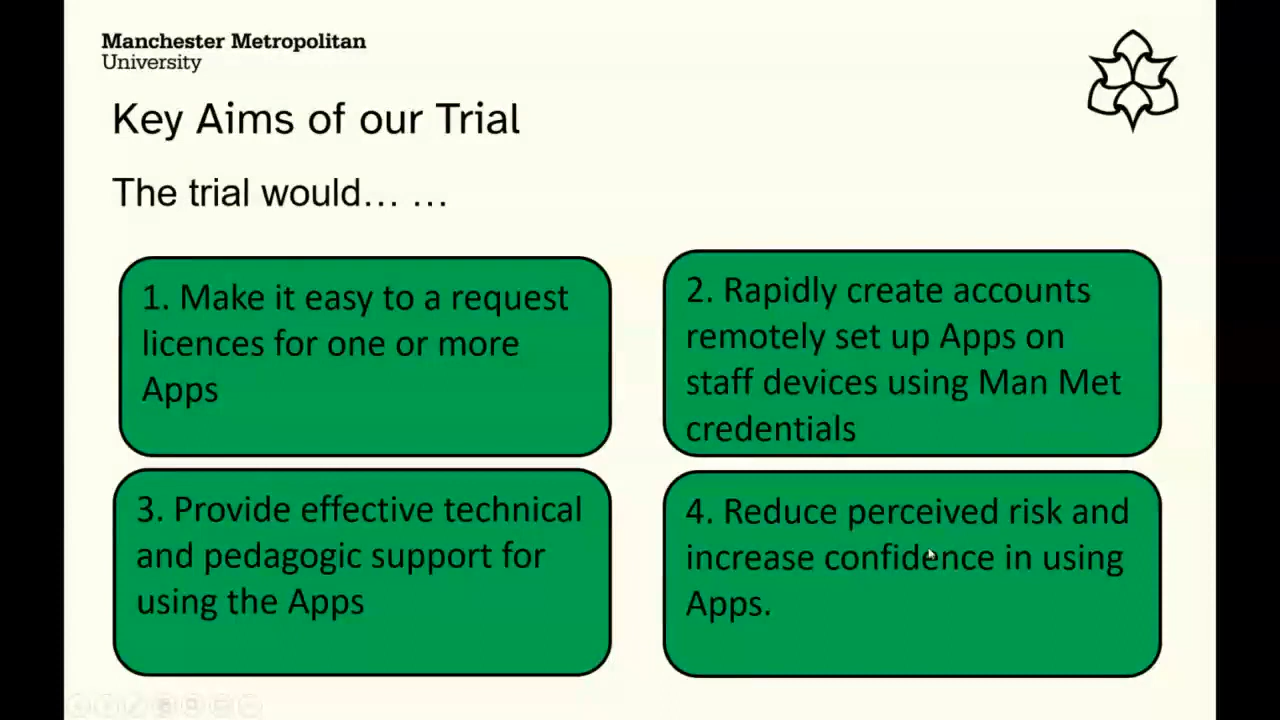 Manchester Metropolitan
University
Key Aims of our Trial
The trial would… …
1. Make it easy to a request
licences for one or more
Apps
2. Rapidly create accounts
remotely set up Apps on
staff devices using Man Met
credentials
3. Provide effective technical
and pedagogic support for
using the Apps
4. Reduce perceived risk and
increase confidence in using
Apps.